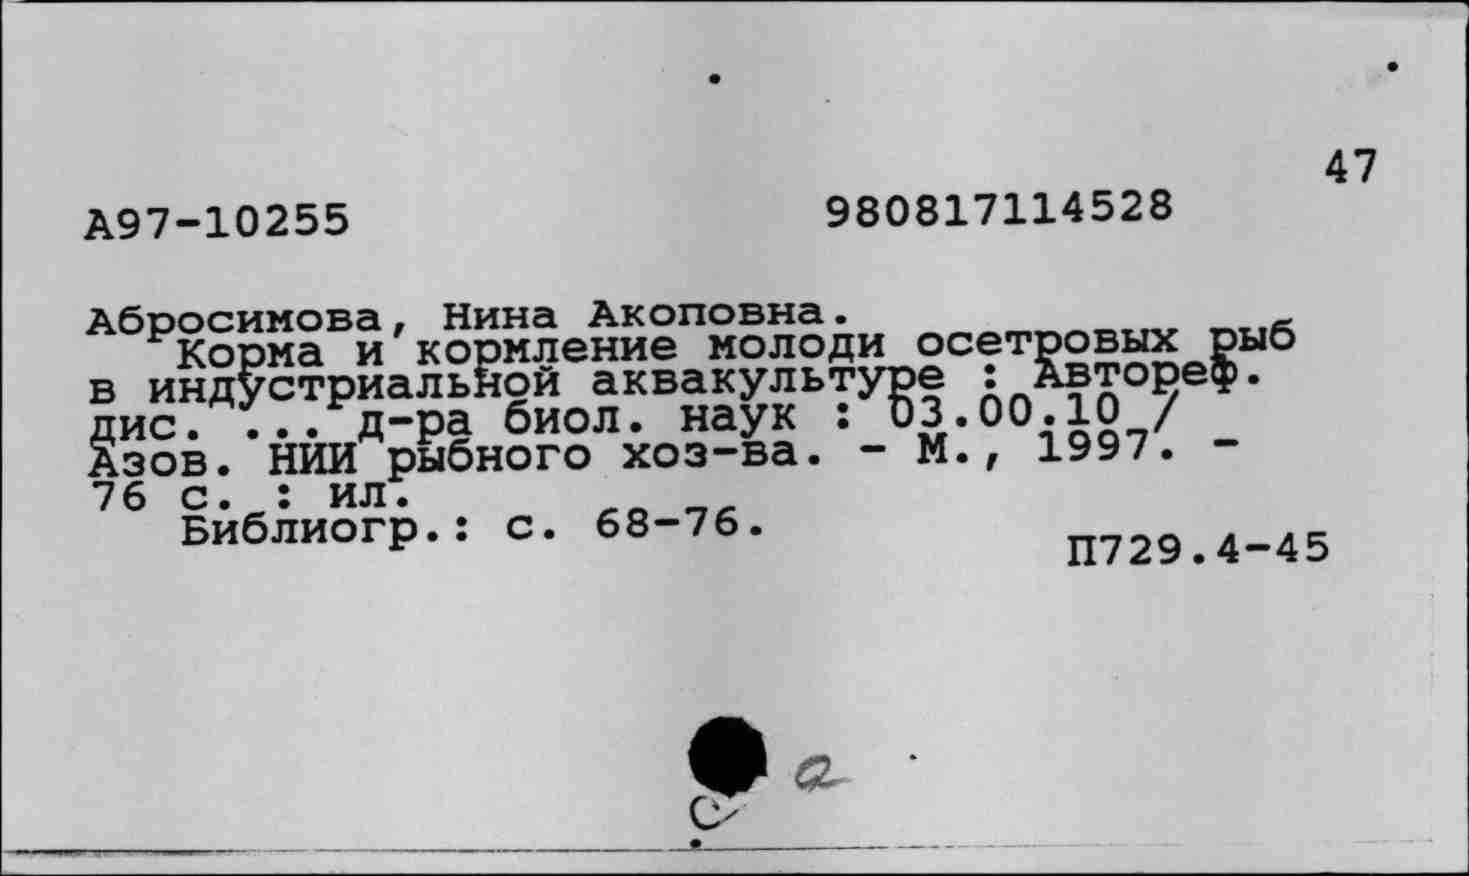 47
А97-10255 980817114528
Абросимова, Нина Акоповна.
Корма и кормление молоди осетровых рыб
в индустриальной аквакультуре : Автореф.
дис. ... д-ра биол. наук : 03.00.10 /
Азов. НИИ рыбного хоз-ва. - М., 1997. -
76 с. : ил.
Библиогр.: с. 68-76.
П729.4-45
a